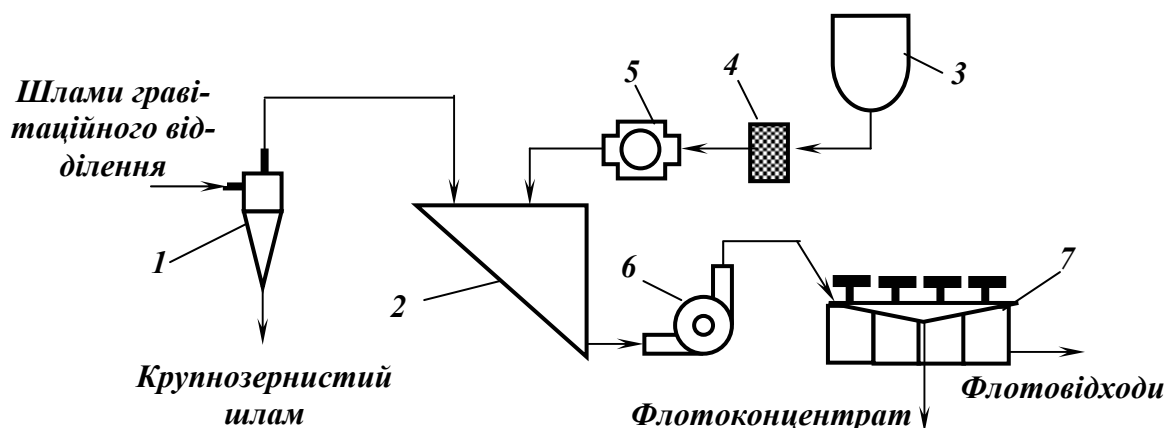 Шлами граві-
таційного від-
ділення
1
2
3
4
5
6
7
Крупнозернистий
шлам
Флотоконцентрат
Флотовідходи